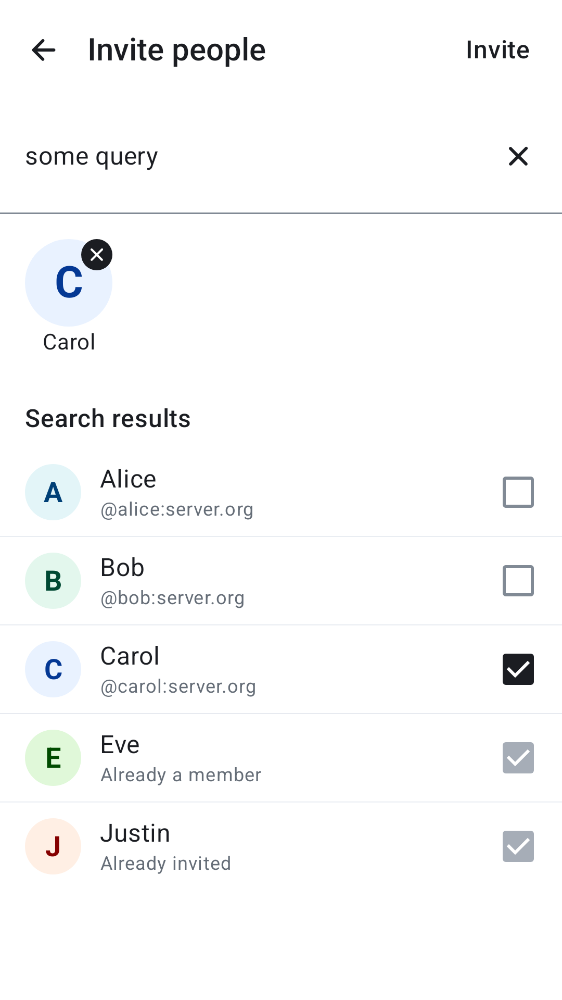 Invite people
Invite
some query
C
Carol
Search results
A
Alice
@alice:server.org
B
Bob
@bob:server.org
C
Carol
@carol:server.org
E
Eve
Already a member
J
Justin
Already invited